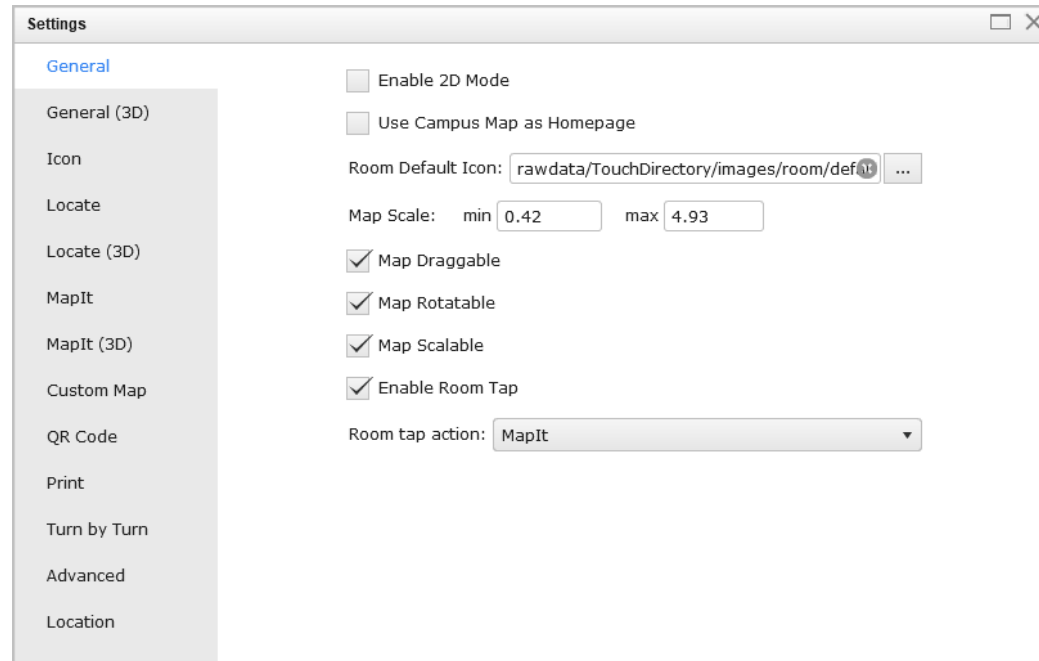 Settings
General
General (3D)
Icon
Locate
Locate (3D)
MapIt
MapIt (3D)
Custom Map
QR Code
Print
Turn by Turn
Advanced
Location
Enable 2D Mode
Use Campus Map as Homepage
Room Default Icon: rawdata/TouchDirectory/images/room/defa ...
Map Scale: min 0.42 max 4.93
Map Draggable
Map Rotatable
Map Scalable
Enable Room Tap
Room tap action: MapIt